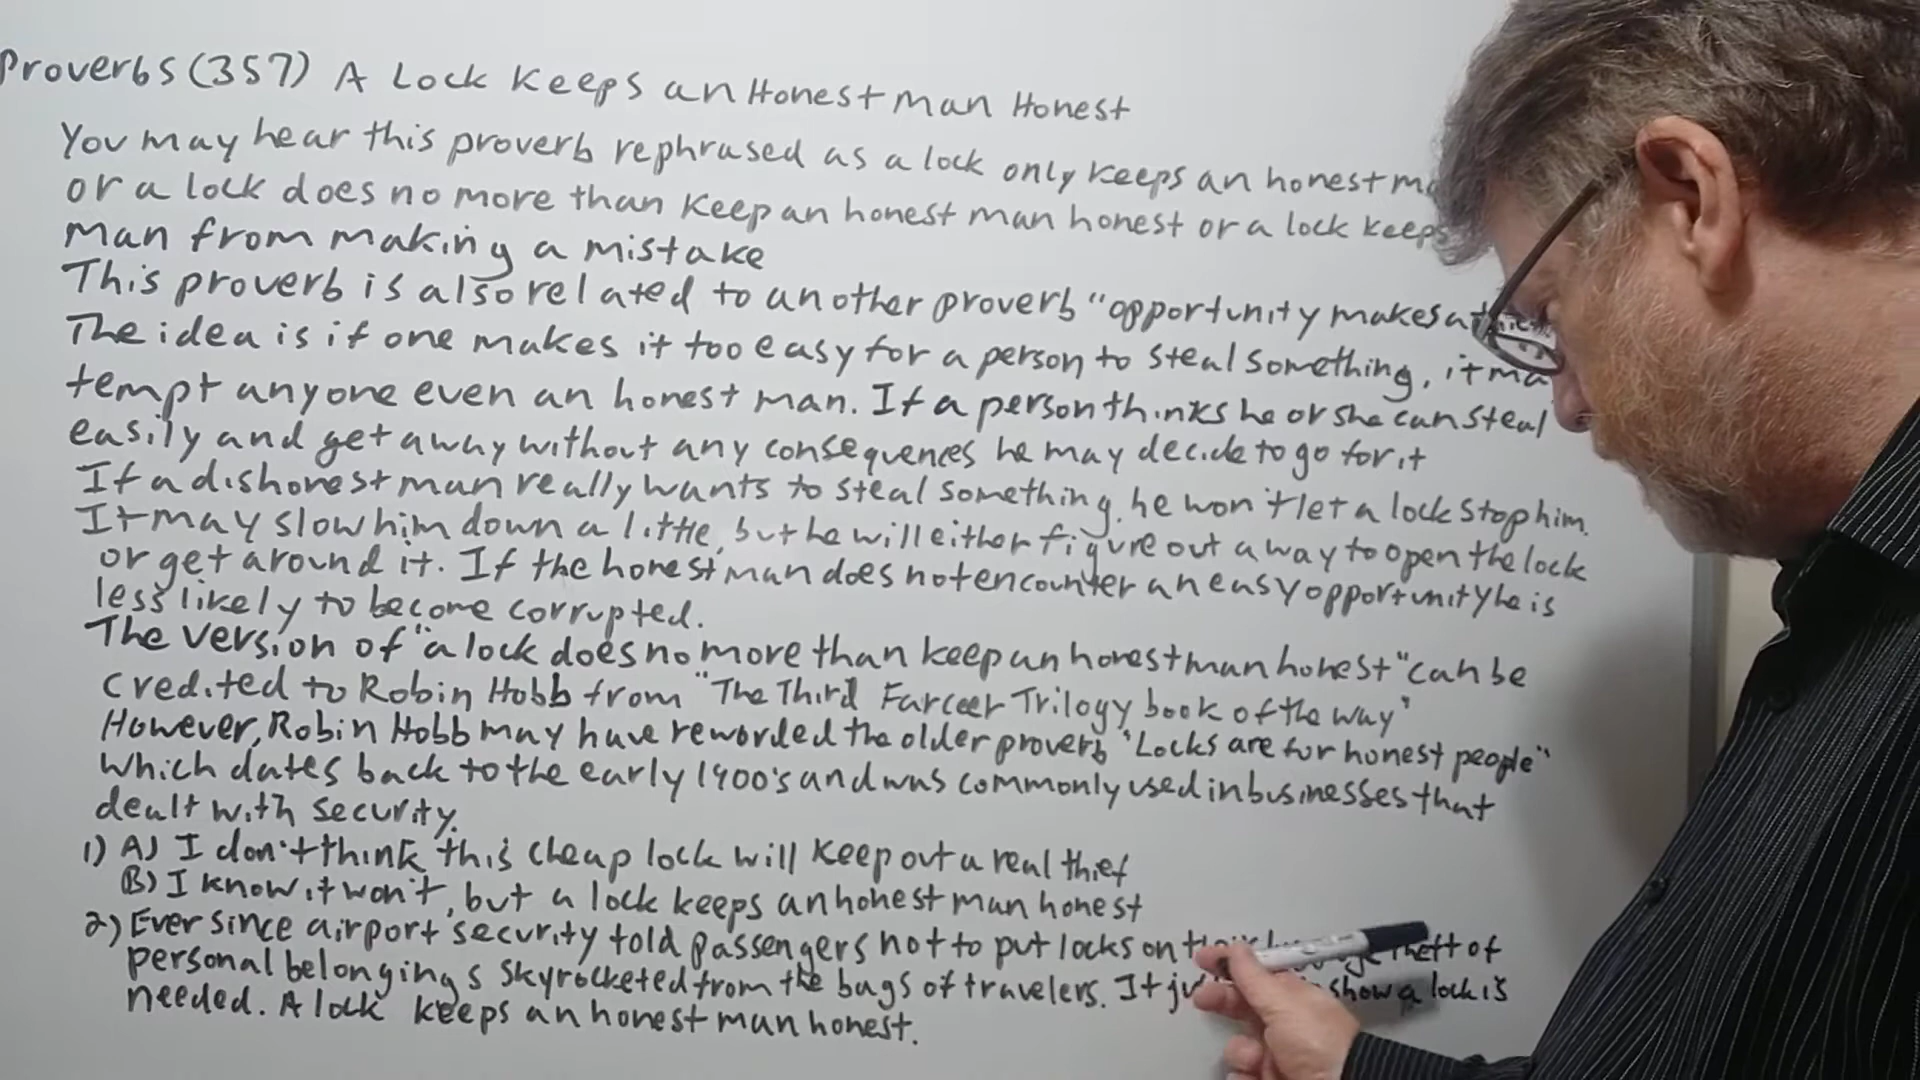 Proverbs (357) A Lock Keeps an Honest man Honest
You may hear this proverb rephrased as a lock only keeps an honest
or a lock does no more than keep an honest man honest or a lock keeps
man from making a mistake
This proverb is also related to another proverb "opportunity makes a
The idea is if one makes it too easy for a person to steal something, it
tempt anyone even an honest man. If a person thinks he or she can steal
easily and get away without any consequences he may decide to go for it
If a dishonest man really wants to steal something, he won't let a lock stop him.
It may slow him down a little, but he will either figure out a way to open the lock
or get around it. If the honest man does not encounter an easy opportunity he is
less likely to become corrupted.
The version of "a lock does no more than keep an honest man honest" can be
credited to Robin Hobb from "The Third Farceer Trilogy book of the way"
However, Robin Hobb may have reworded the older proverb "Locks are for honest people"
which dates back to the early 1900's and was commonly used in businesses that
dealt with security.
1) A) I don't think this cheap lock will keep out a real thief
B) I know it won't, but a lock keeps an honest man honest
2) Ever since airport security told passengers not to put locks on theft of
personal belongings skyrocketed from the bags of travelers. It show a lock is
needed. A lock keeps an honest man honest.